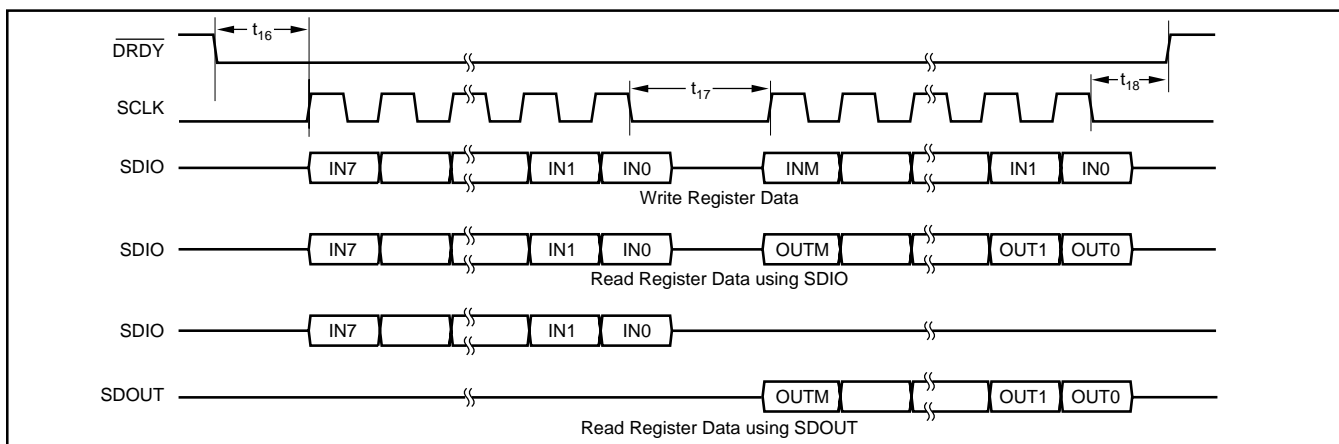 t16
DRDY
SCLK
t17
t18
SDIO IN7 IN1 IN0 INM IN1 IN0
Write Register Data
SDIO IN7 IN1 IN0 OUTM OUT1 OUT0
Read Register Data using SDIO
SDIO IN7 IN1 IN0
SDOUT OUTM OUT1 OUT0
Read Register Data using SDOUT